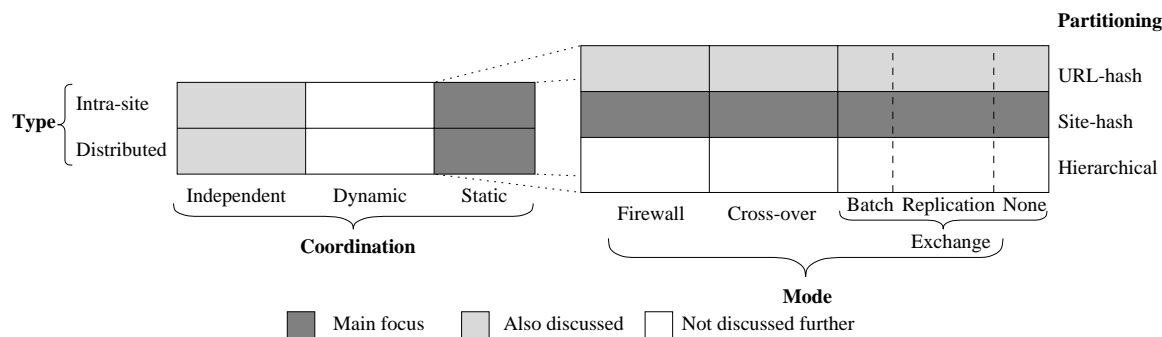 Partitioning
URL-hash
Intra-site
Type
Site-hash
Distributed
Hierarchical
Independent Dynamic Static
Batch Replication None
Firewall Cross-over
Coordination
Exchange
Mode
Main focus Also discussed Not discussed further